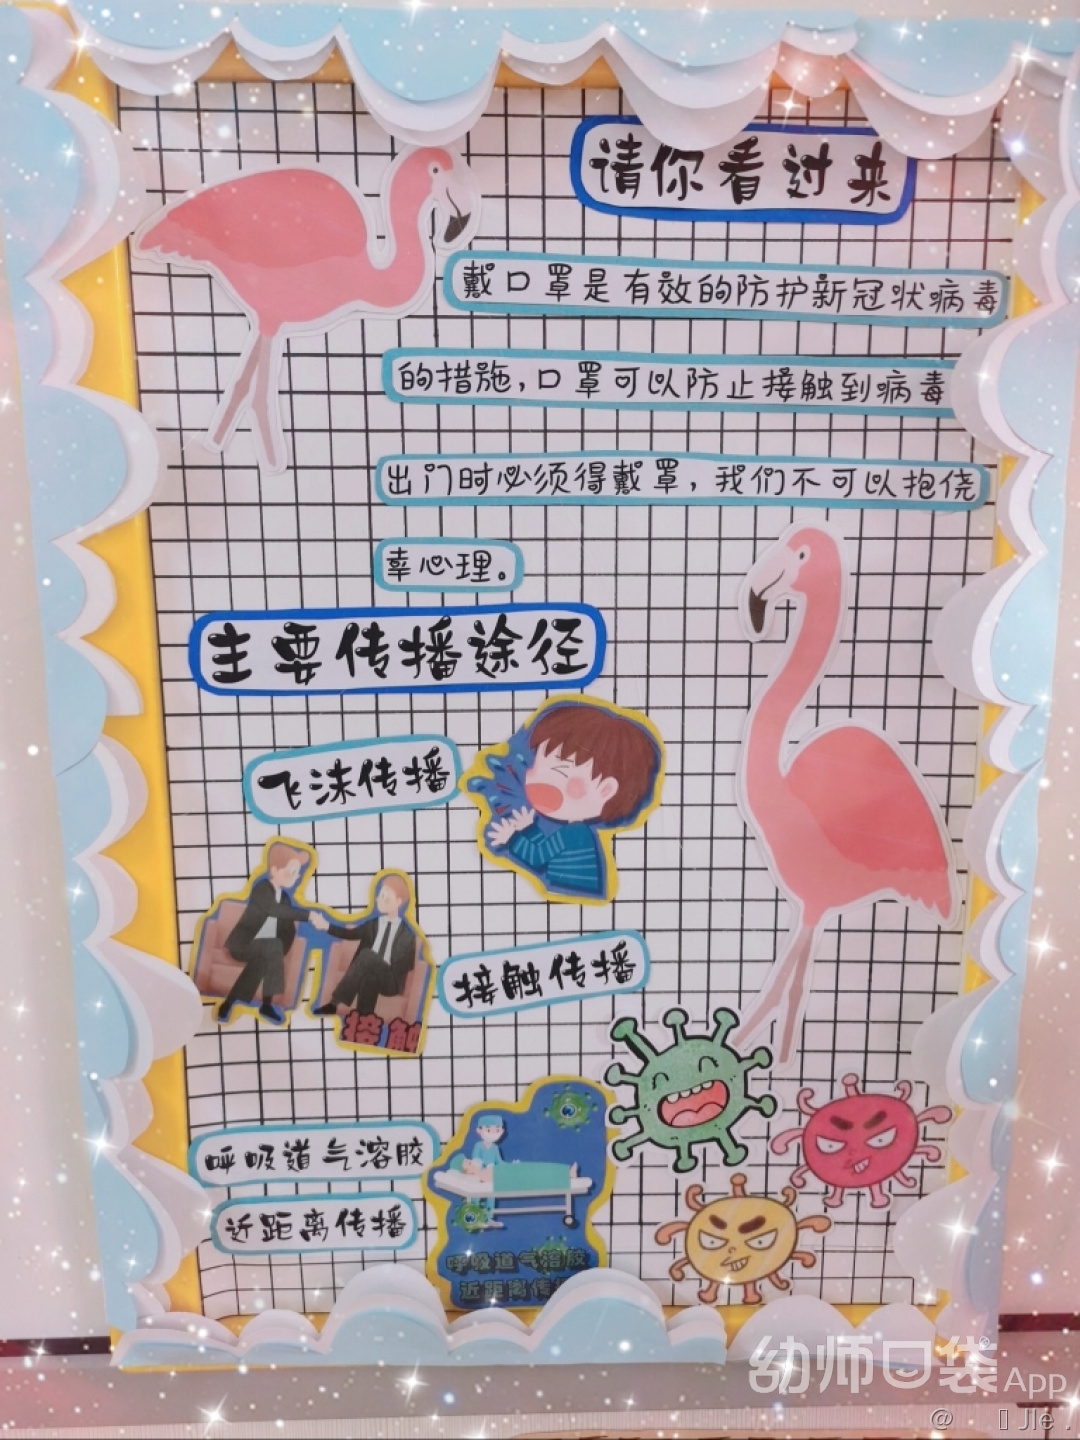 请你看过来
戴口罩是有效的防护新冠状病毒
的措施,口罩可以防止接触到病毒
出门时必须得戴罩,我们不可以抱侥
幸心理。
主要传播途径
飞沫传播
接触传播
接触
呼吸道气溶胶
近距离传播
呼吸道气溶胶
近距离传
幼师口袋App
@ JIe.